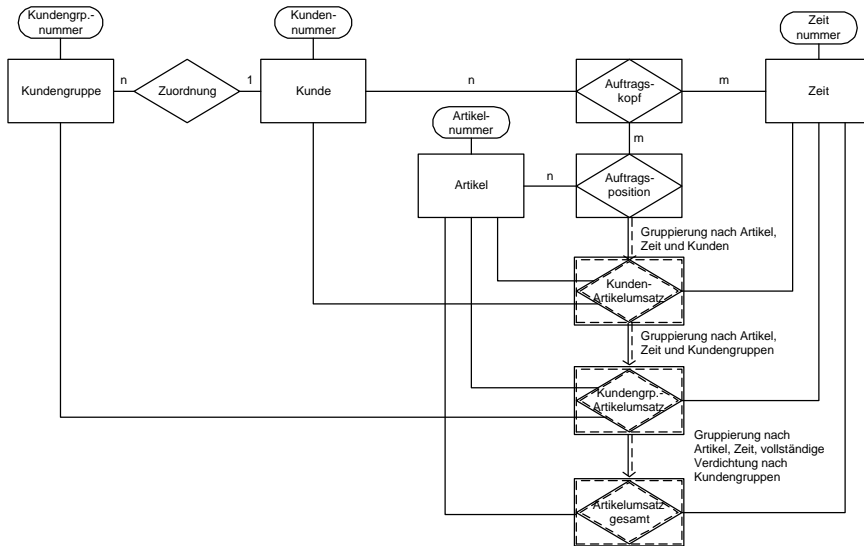 Kundengrp.-
nummer
Kunden-
nummer
Zeit
nummer
Kundengruppe
n
Zuordnung
1
Kunde
n
Auftrags-
kopf
m
Zeit
Artikel-
nummer
m
Artikel
n
Auftrags-
position
Gruppierung nach Artikel,
Zeit und Kunden
Kunden-
Artikelumsatz
Gruppierung nach Artikel,
Zeit und Kundengruppen
Kundengrp.-
Artikelumsatz
Gruppierung nach
Artikel, Zeit, vollständige
Verdichtung nach
Kundengruppen
Artikelumsatz
gesamt